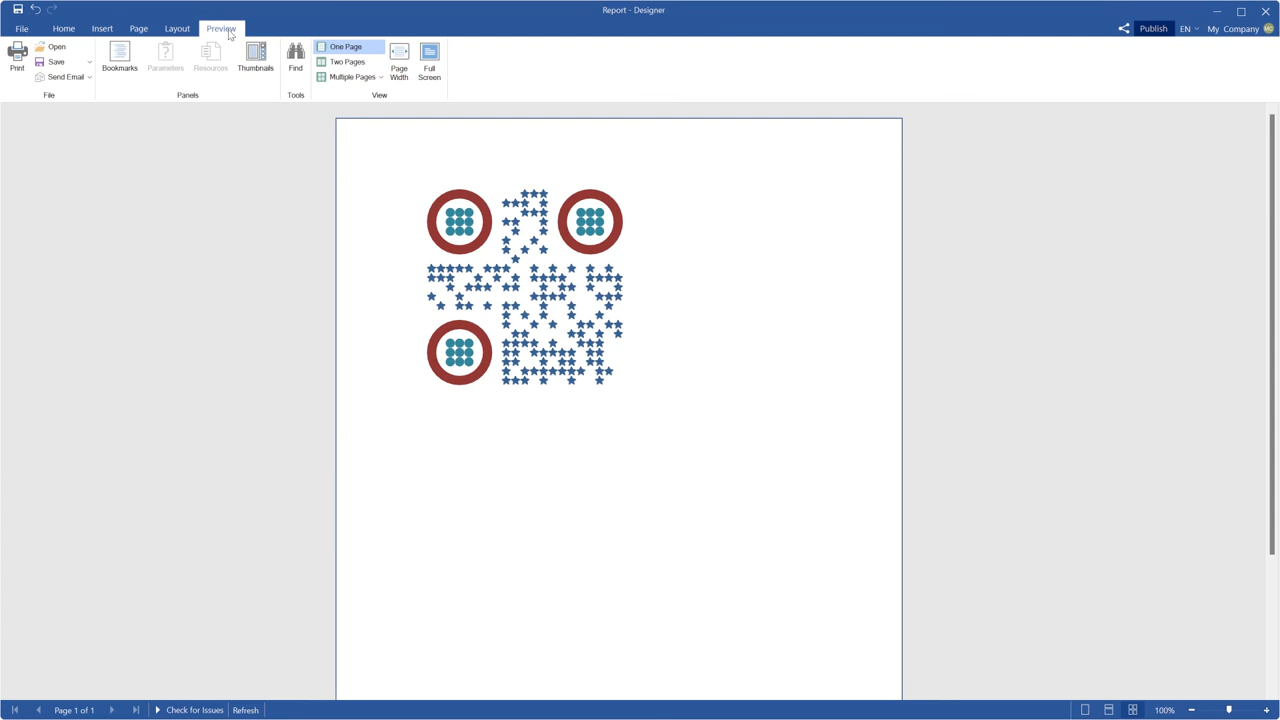 Report - Designer
File Home Insert Page Layout Preview Publish EN My Company MC
Print Open Save Send Email Bookmarks Parameters Resources Thumbnails Find One Page Two Pages Multiple Pages Page Width Full Screen
File Panels Tools View
Page 1 of 1 Check for Issues Refresh 100%